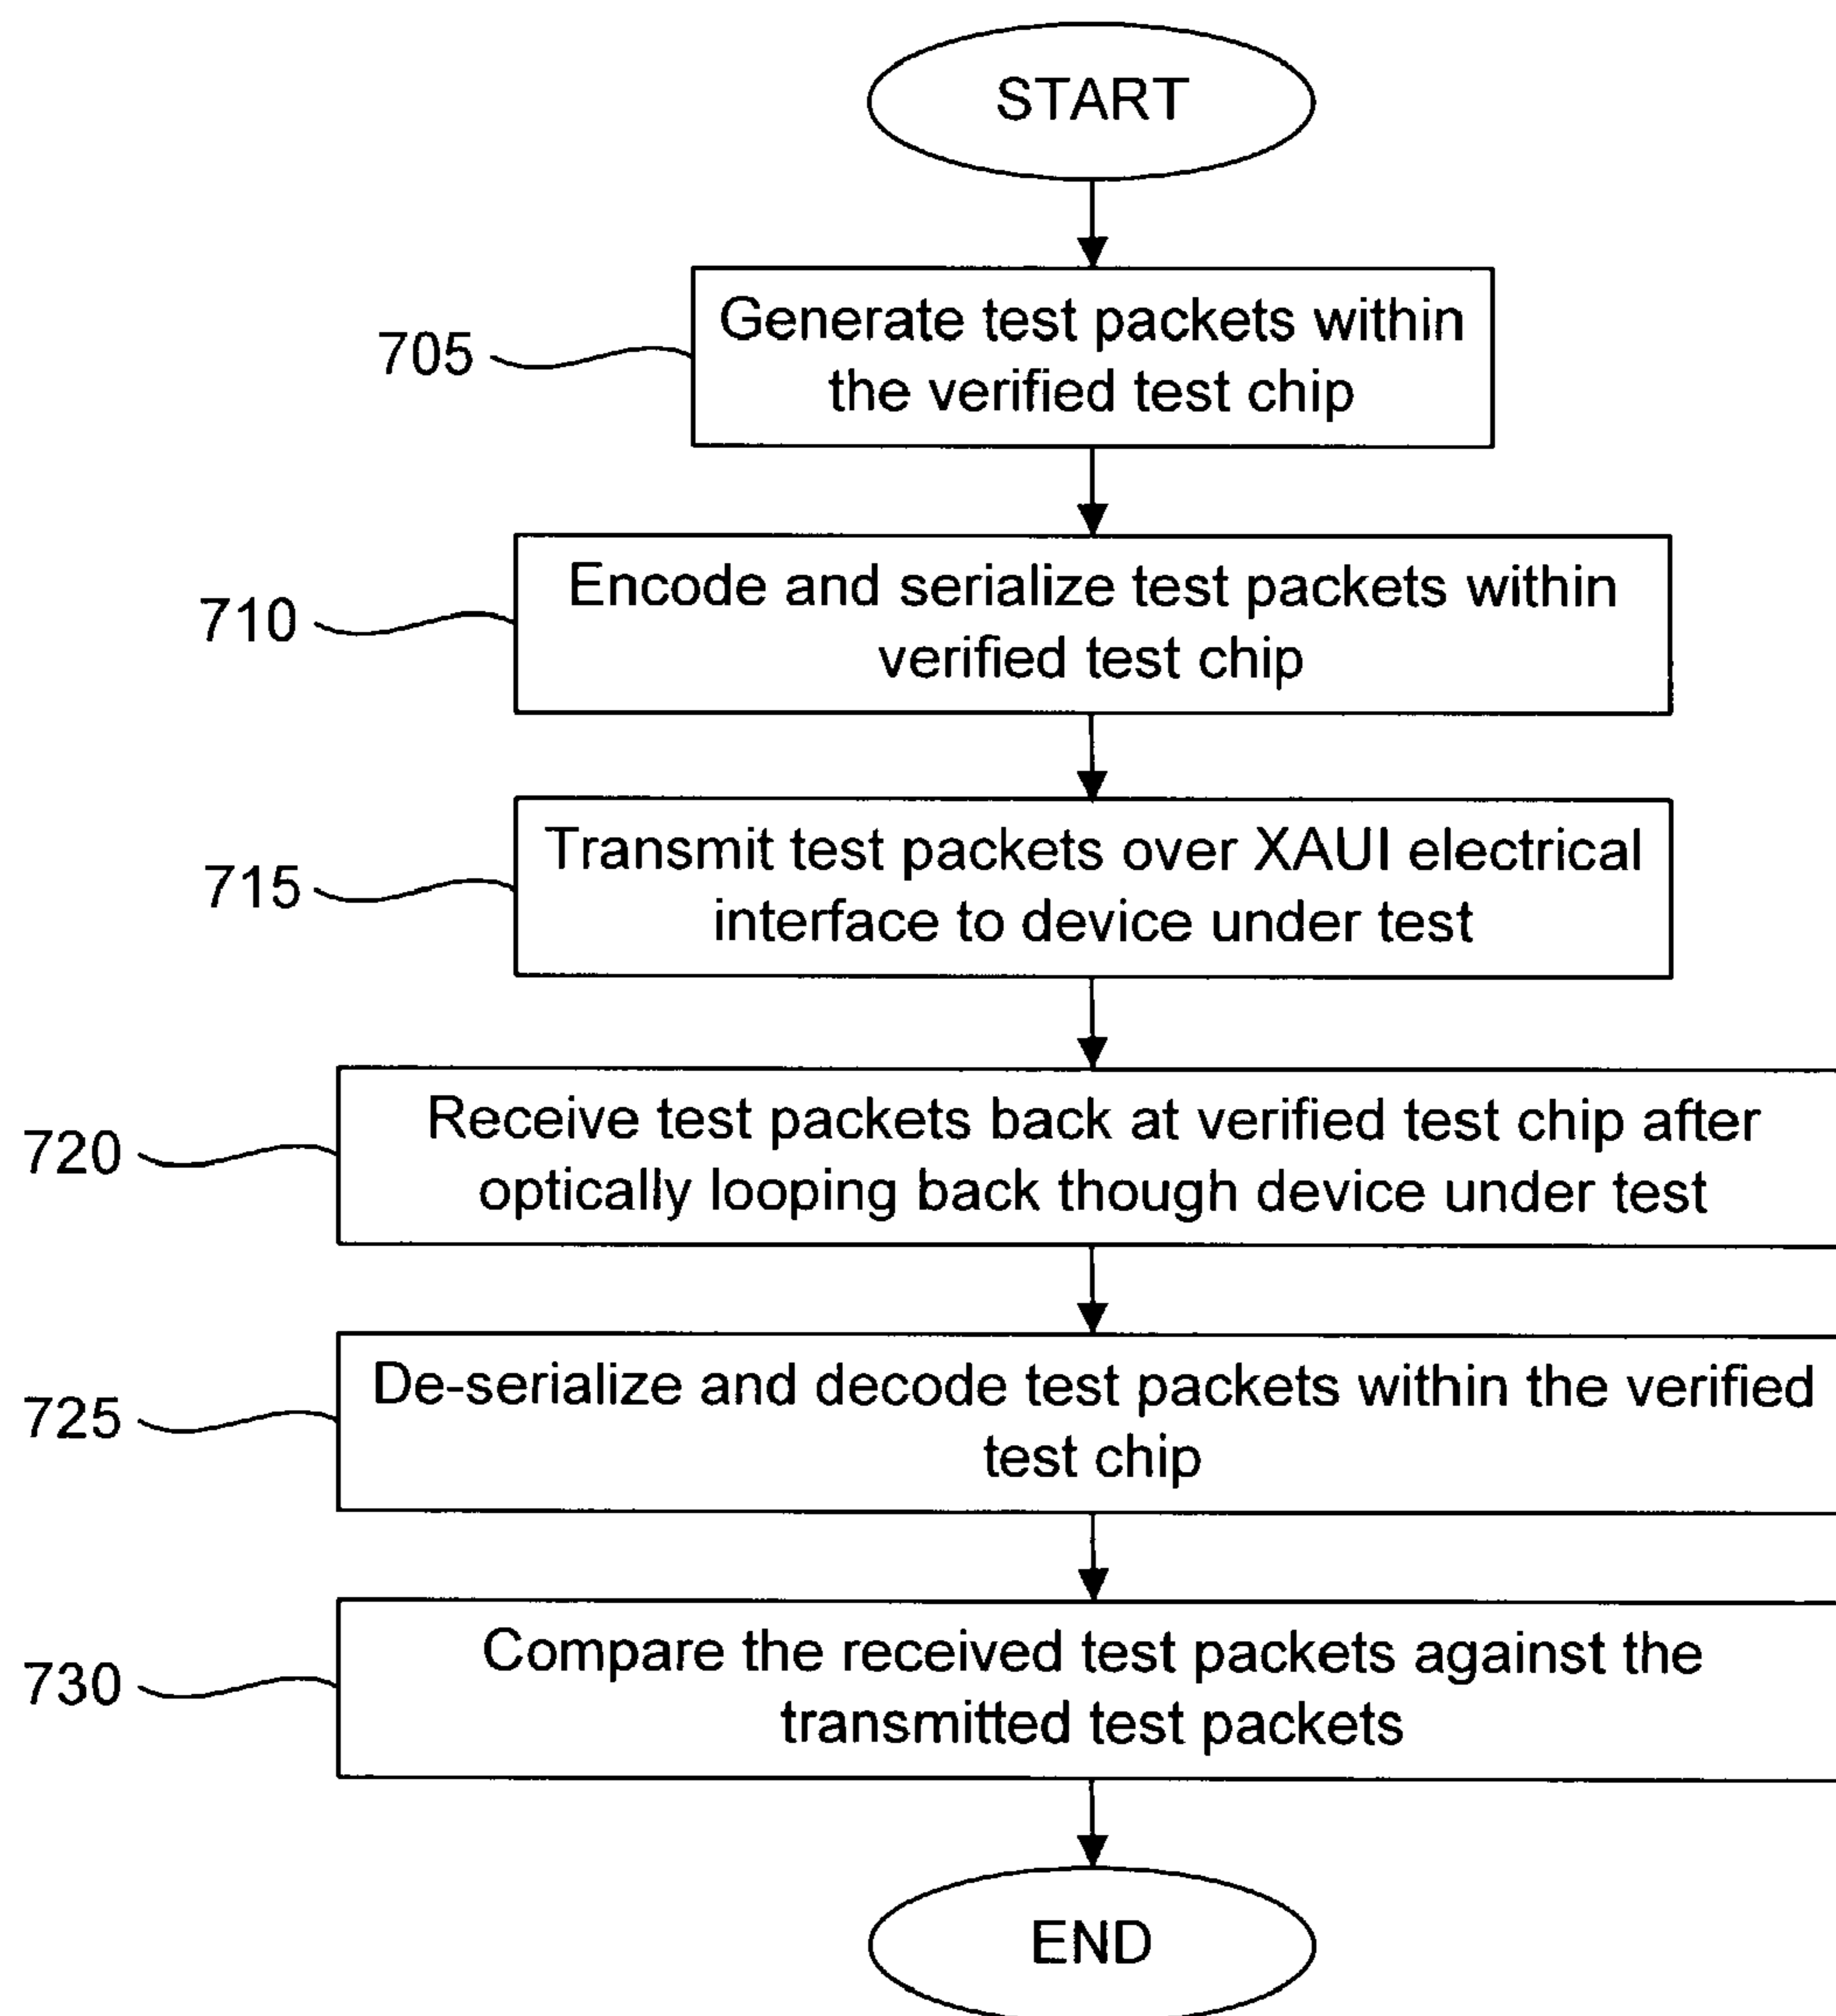 START
705
Generate test packets within
the verified test chip
710
Encode and serialize test packets within
verified test chip
715
Transmit test packets over XAUI electrical
interface to device under test
720
Receive test packets back at verified test chip after
optically looping back though device under test
725
De-serialize and decode test packets within the verified
test chip
730
Compare the received test packets against the
transmitted test packets
END